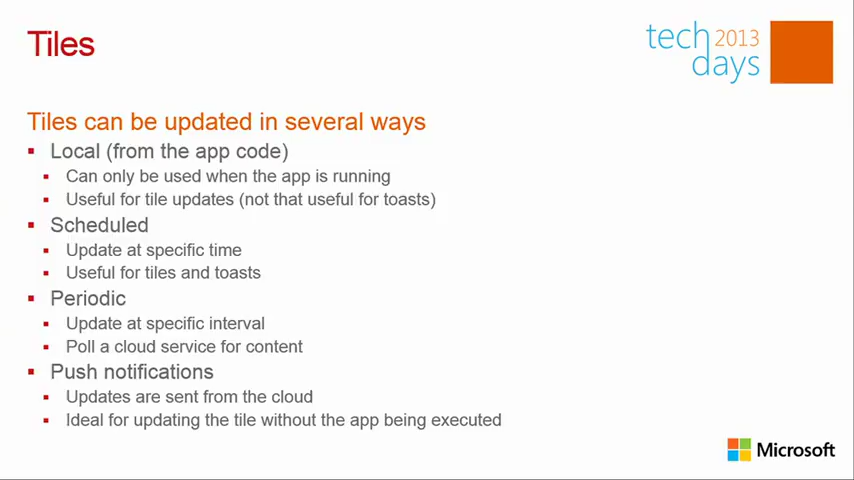 Tiles
tech 2013
days
Tiles can be updated in several ways
▪ Local (from the app code)
▪ Can only be used when the app is running
▪ Useful for tile updates (not that useful for toasts)
▪ Scheduled
▪ Update at specific time
▪ Useful for tiles and toasts
▪ Periodic
▪ Update at specific interval
▪ Poll a cloud service for content
▪ Push notifications
▪ Updates are sent from the cloud
▪ Ideal for updating the tile without the app being executed
Microsoft